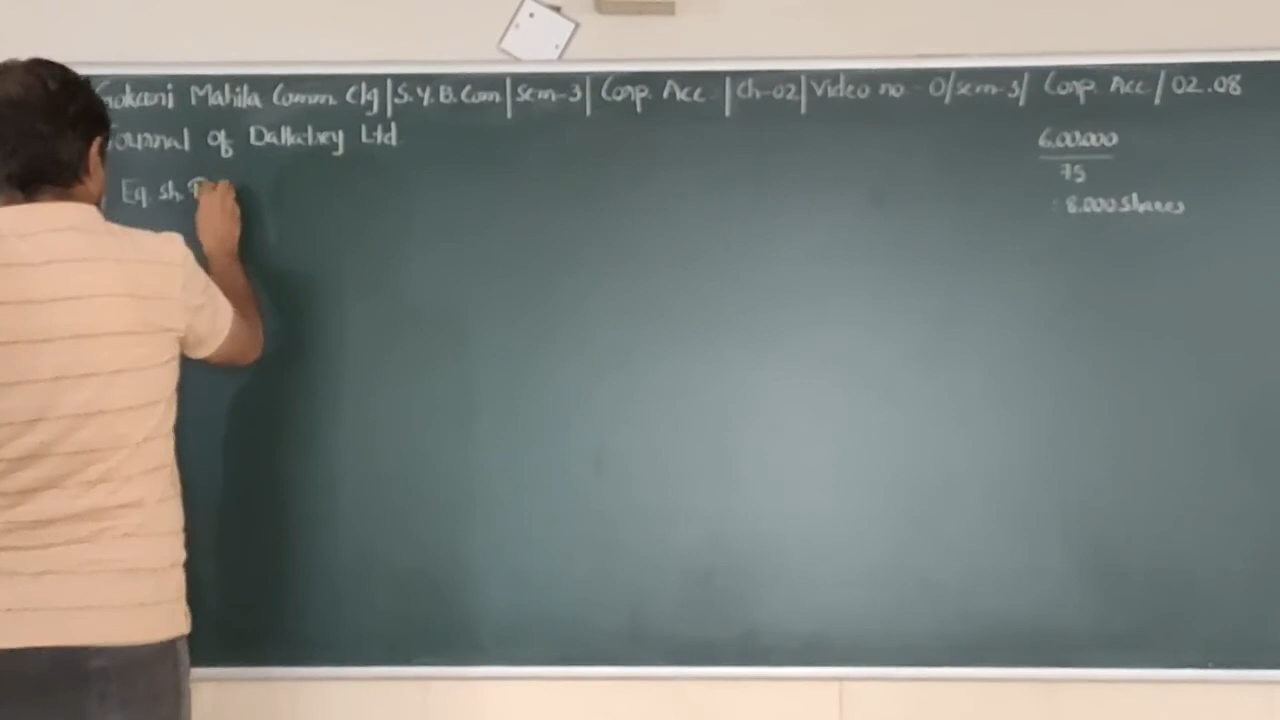 Gokani Mahila Comm. Clg | S.Y. B.Com | Sem-3 | Corp. Acc | Ch-02 | Video no - 0/sem-3/ Corp. Acc / 02.08
Journal of Ltd
Eq. sh.
6,00,000
75
: 8,000 shares